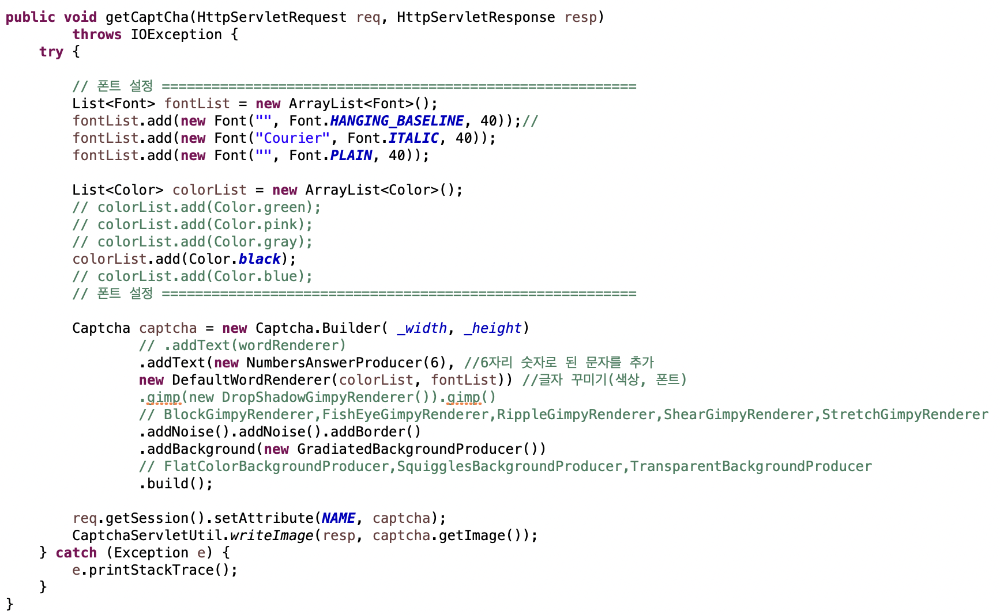 public void getCaptCha(HttpServletRequest req, HttpServletResponse resp)
        throws IOException {
    try {

        // 폰트 설정 =========================================================
        List<Font> fontList = new ArrayList<Font>();
        fontList.add(new Font("", Font.HANGING_BASELINE, 40));//
        fontList.add(new Font("Courier", Font.ITALIC, 40));
        fontList.add(new Font("", Font.PLAIN, 40));

        List<Color> colorList = new ArrayList<Color>();
        // colorList.add(Color.green);
        // colorList.add(Color.pink);
        // colorList.add(Color.gray);
        colorList.add(Color.black);
        // colorList.add(Color.blue);
        // 폰트 설정 =========================================================

        Captcha captcha = new Captcha.Builder( _width, _height)
                // .addText(wordRenderer)
                .addText(new NumbersAnswerProducer(6), //6자리 숫자로 된 문자를 추가
                new DefaultWordRenderer(colorList, fontList)) //글자 꾸미기(색상, 폰트)
                .gimp(new DropShadowGimpyRenderer()).gimp()
                // BlockGimpyRenderer,FishEyeGimpyRenderer,RippleGimpyRenderer,ShearGimpyRenderer,StretchGimpyRenderer
                .addNoise().addNoise().addBorder()
                .addBackground(new GradiatedBackgroundProducer())
                // FlatColorBackgroundProducer,SquigglesBackgroundProducer,TransparentBackgroundProducer
                .build();

        req.getSession().setAttribute(NAME, captcha);
        CaptchaServletUtil.writeImage(resp, captcha.getImage());
    } catch (Exception e) {
        e.printStackTrace();
    }
}